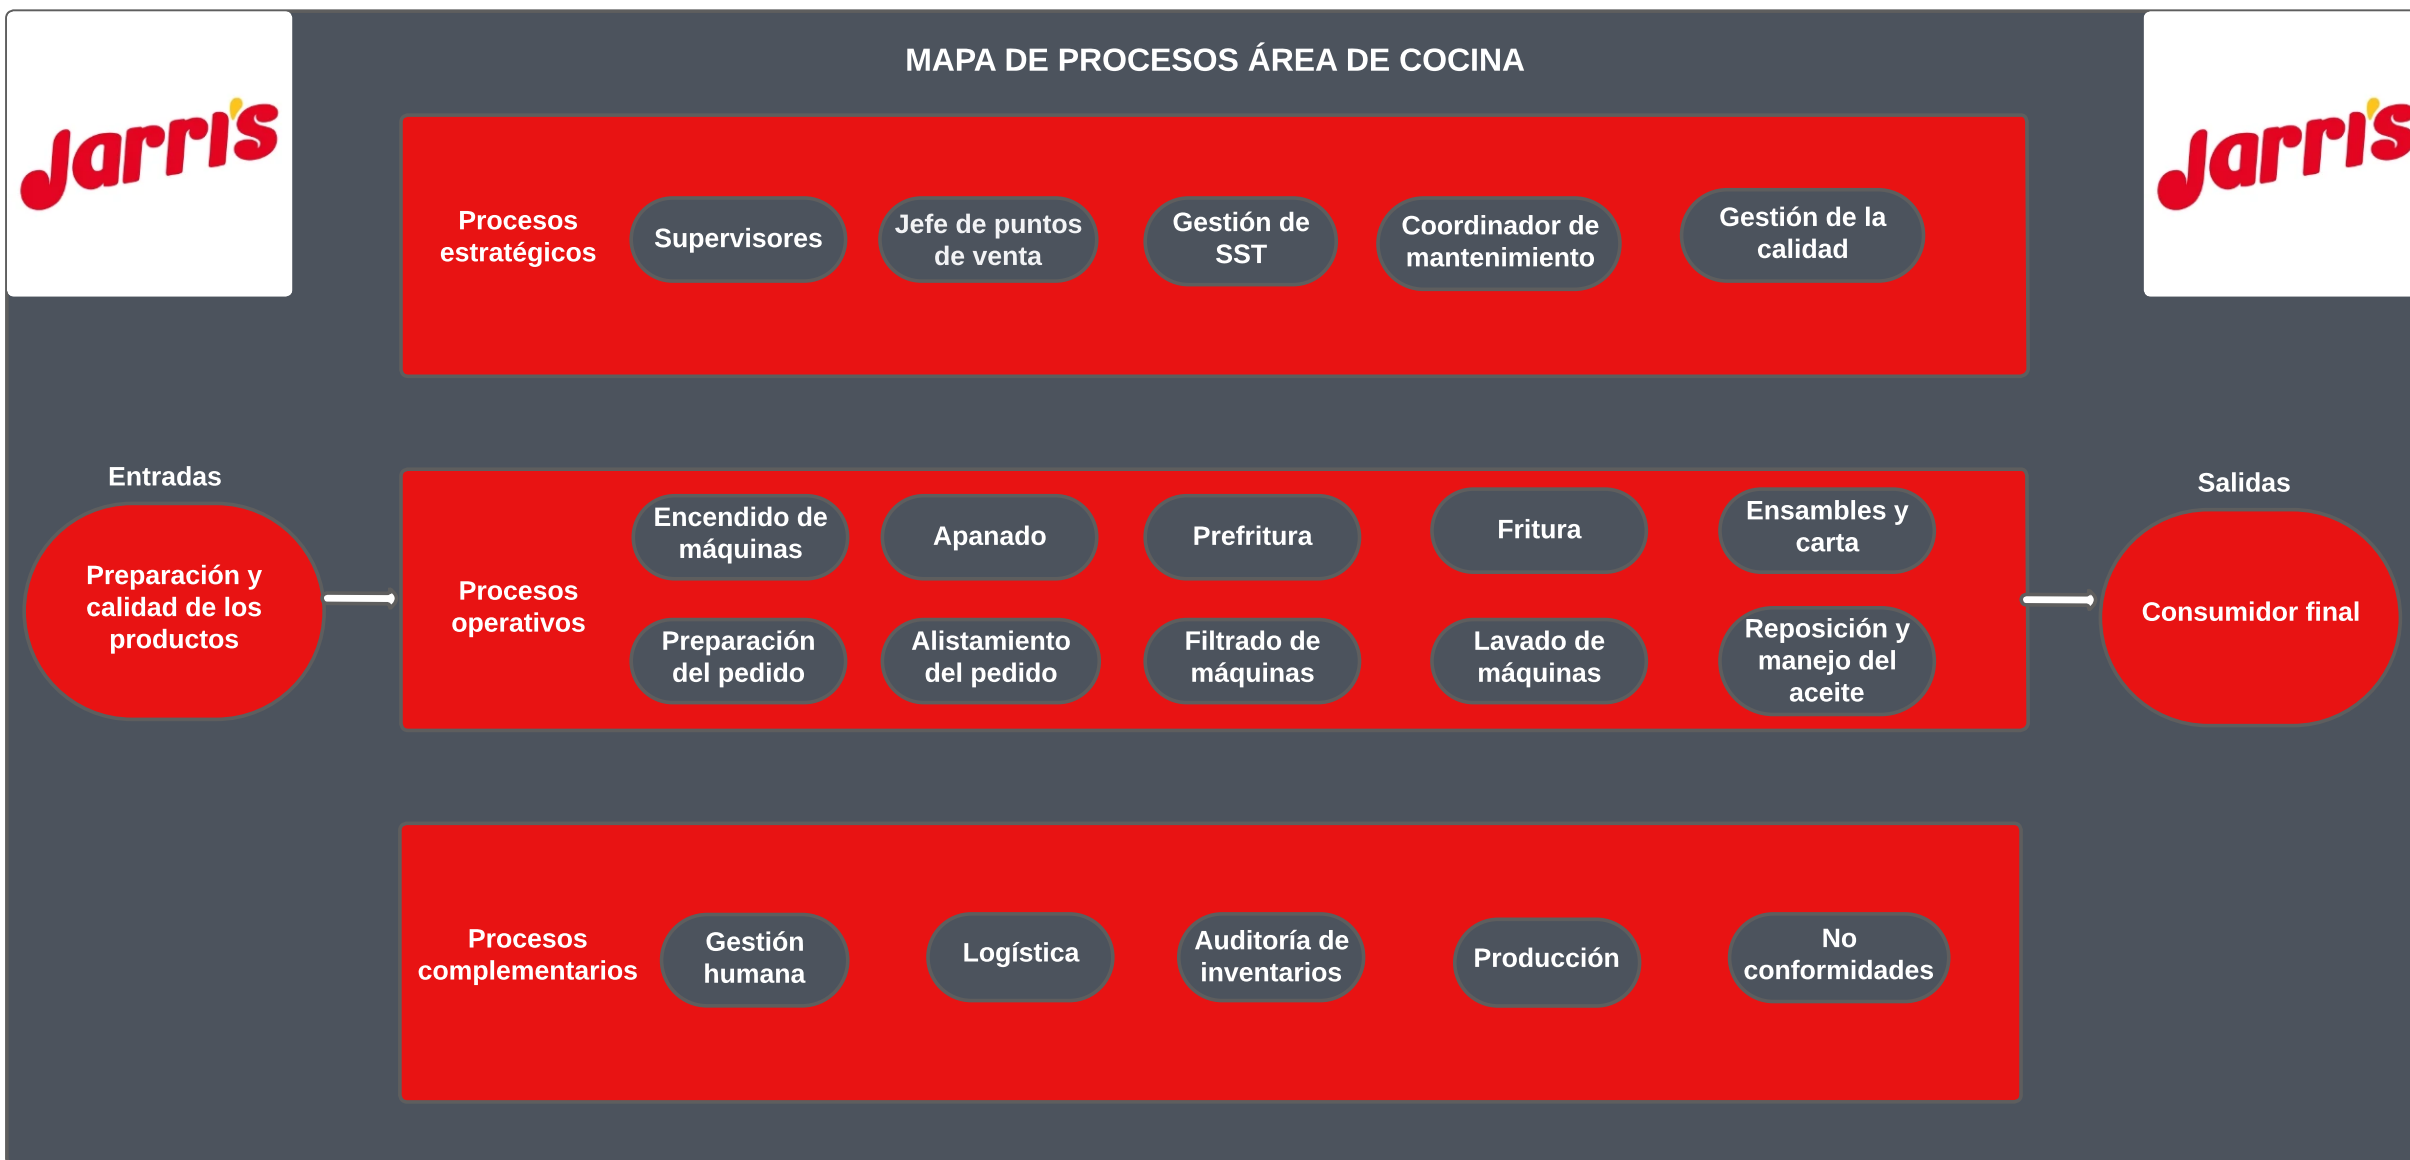 MAPA DE PROCESOS ÁREA DE COCINA
Jarri's
Jarri's
Procesos
estratégicos
Supervisores
Jefe de puntos
de venta
Gestión de
SST
Coordinador de
mantenimiento
Gestión de la
calidad
Entradas
Preparación y
calidad de los
productos
Procesos
operativos
Encendido de
máquinas
Apanado
Prefritura
Fritura
Ensambles y
carta
Preparación
del pedido
Alistamiento
del pedido
Filtrado de
máquinas
Lavado de
máquinas
Reposición y
manejo del
aceite
Salidas
Consumidor final
Procesos
complementarios
Gestión
humana
Logística
Auditoría de
inventarios
Producción
No
conformidades